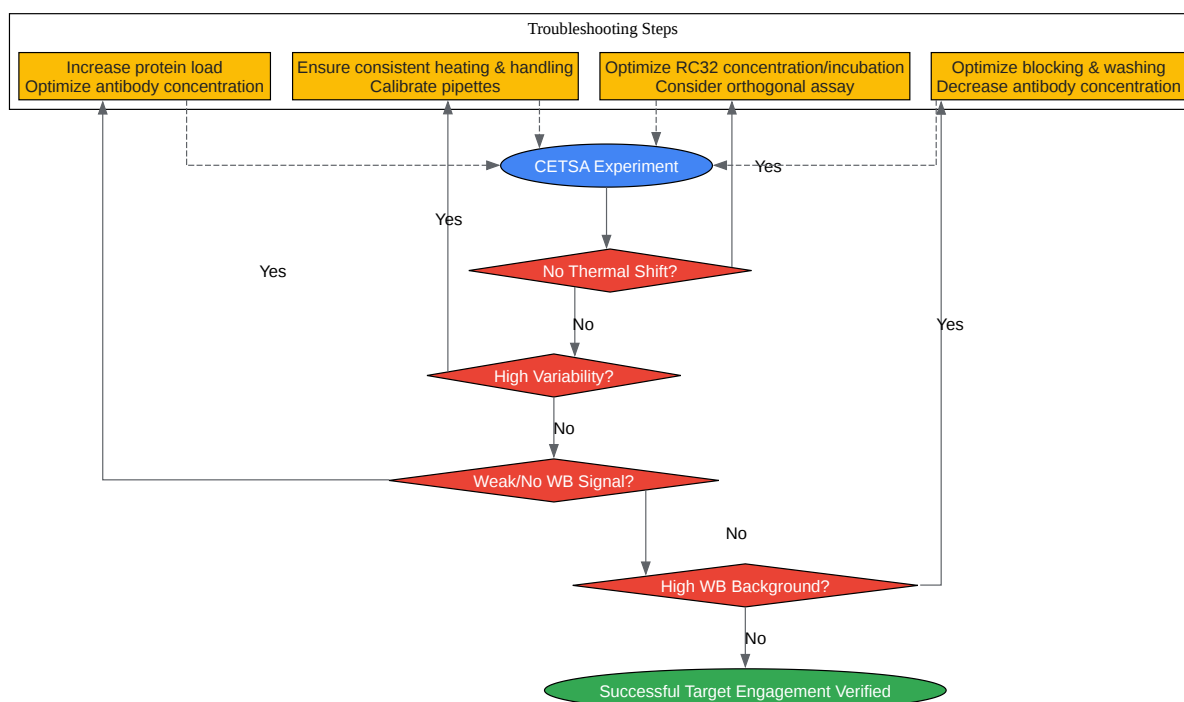 Troubleshooting Steps
Increase protein load
Optimize antibody concentration
Ensure consistent heating & handling
Calibrate pipettes
Optimize RC32 concentration/incubation
Consider orthogonal assay
Optimize blocking & washing
Decrease antibody concentration
CETSA Experiment
Yes
Yes
No Thermal Shift?
Yes
No
Yes
High Variability?
No
Weak/No WB Signal?
No
High WB Background?
No
Successful Target Engagement Verified